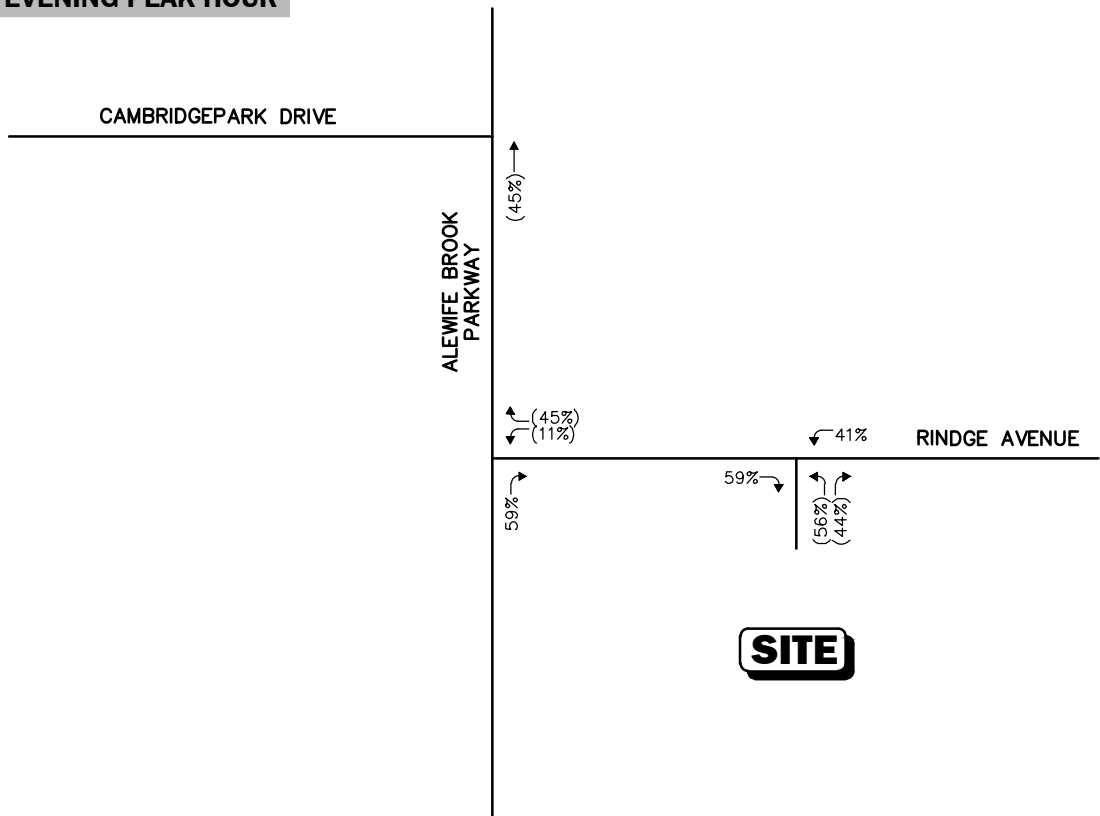 EVENING PEAK HOUR
CAMBRIDGEPARK DRIVE
(45%)
ALEWIFE BROOK
PARKWAY
(45%)
(11%)
41%
RINDGE AVENUE
59%
59%
(56%)
(44%)
SITE